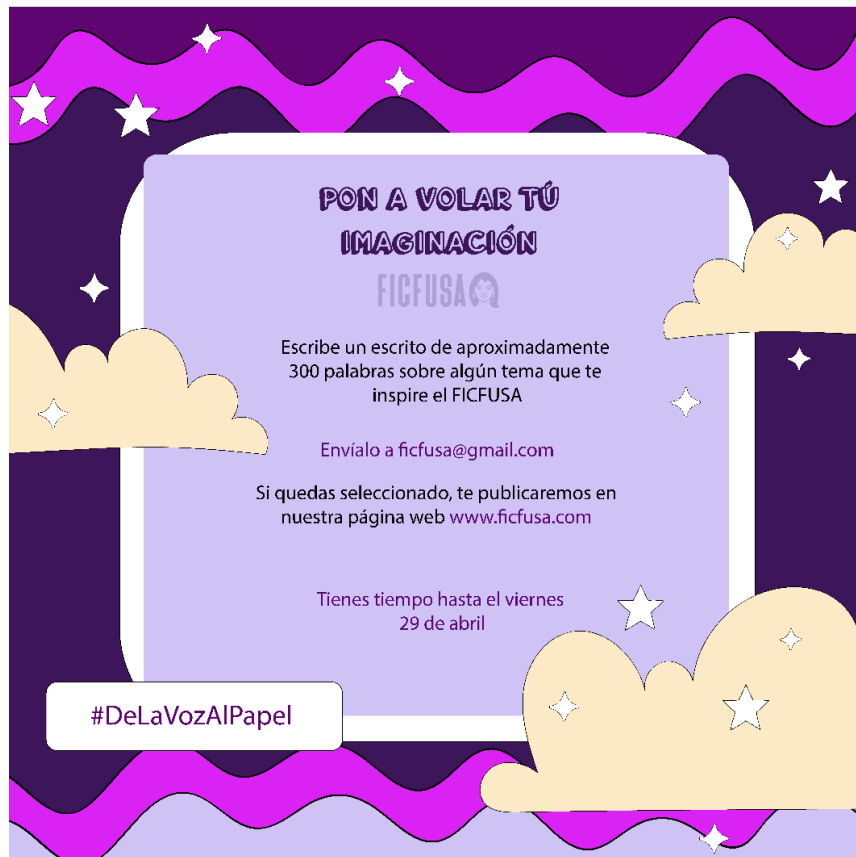 PON A VOLAR TÚ
IMAGINACIÓN
FICFUSA
Escribe un escrito de aproximadamente
300 palabras sobre algún tema que te
inspire el FICFUSA
Envíalo a ficfusa@gmail.com
Sí quedas seleccionado, te publicaremos en
nuestra página web www.ficfusa.com
Tienes tiempo hasta el viernes
29 de abril
#DeLaVozAlPapel